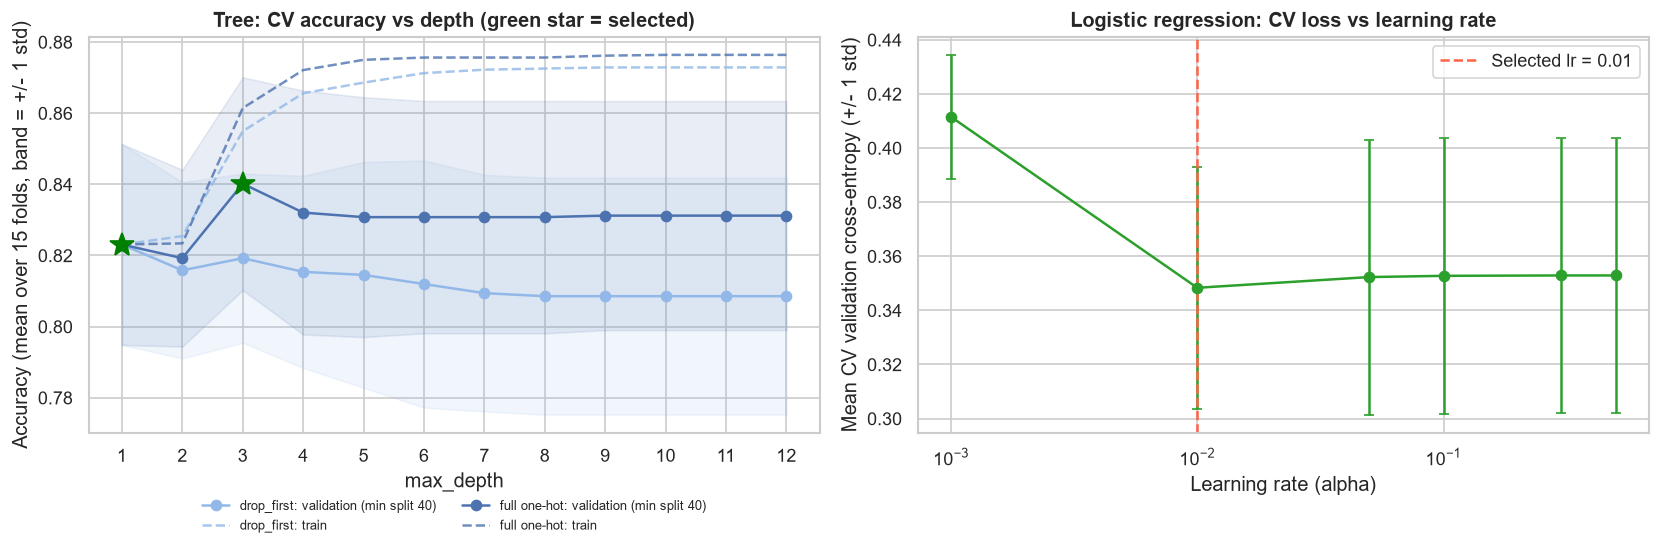 Tree: CV accuracy vs depth (green star = selected)
Accuracy (mean over 15 folds, band = +/- 1 std)
0.88
0.86
0.84
0.82
0.80
0.78
1 2 3 4 5 6 7 8 9 10 11 12
max_depth
drop_first: validation (min split 40)
drop_first: train
full one-hot: validation (min split 40)
full one-hot: train
Logistic regression: CV loss vs learning rate
Mean CV validation cross-entropy (+/- 1 std)
0.44
0.42
0.40
0.38
0.36
0.34
0.32
0.30
Selected lr = 0.01
10⁻³ 10⁻² 10⁻¹
Learning rate (alpha)